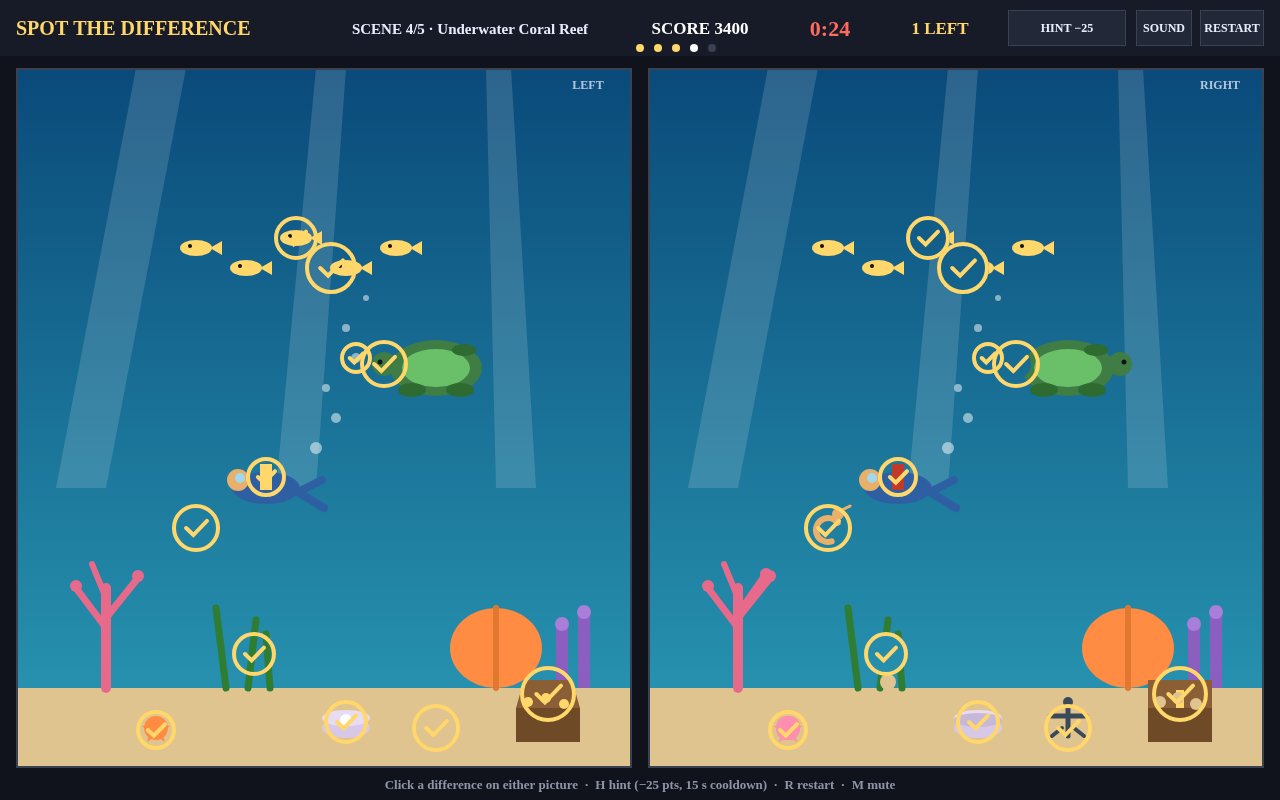 SPOT THE DIFFERENCE
SCENE 4/5 · Underwater Coral Reef
SCORE 3400
0:24
1 LEFT
HINT −25
SOUND
RESTART
LEFT
RIGHT
Click a difference on either picture · H hint (−25 pts, 15 s cooldown) · R restart · M mute